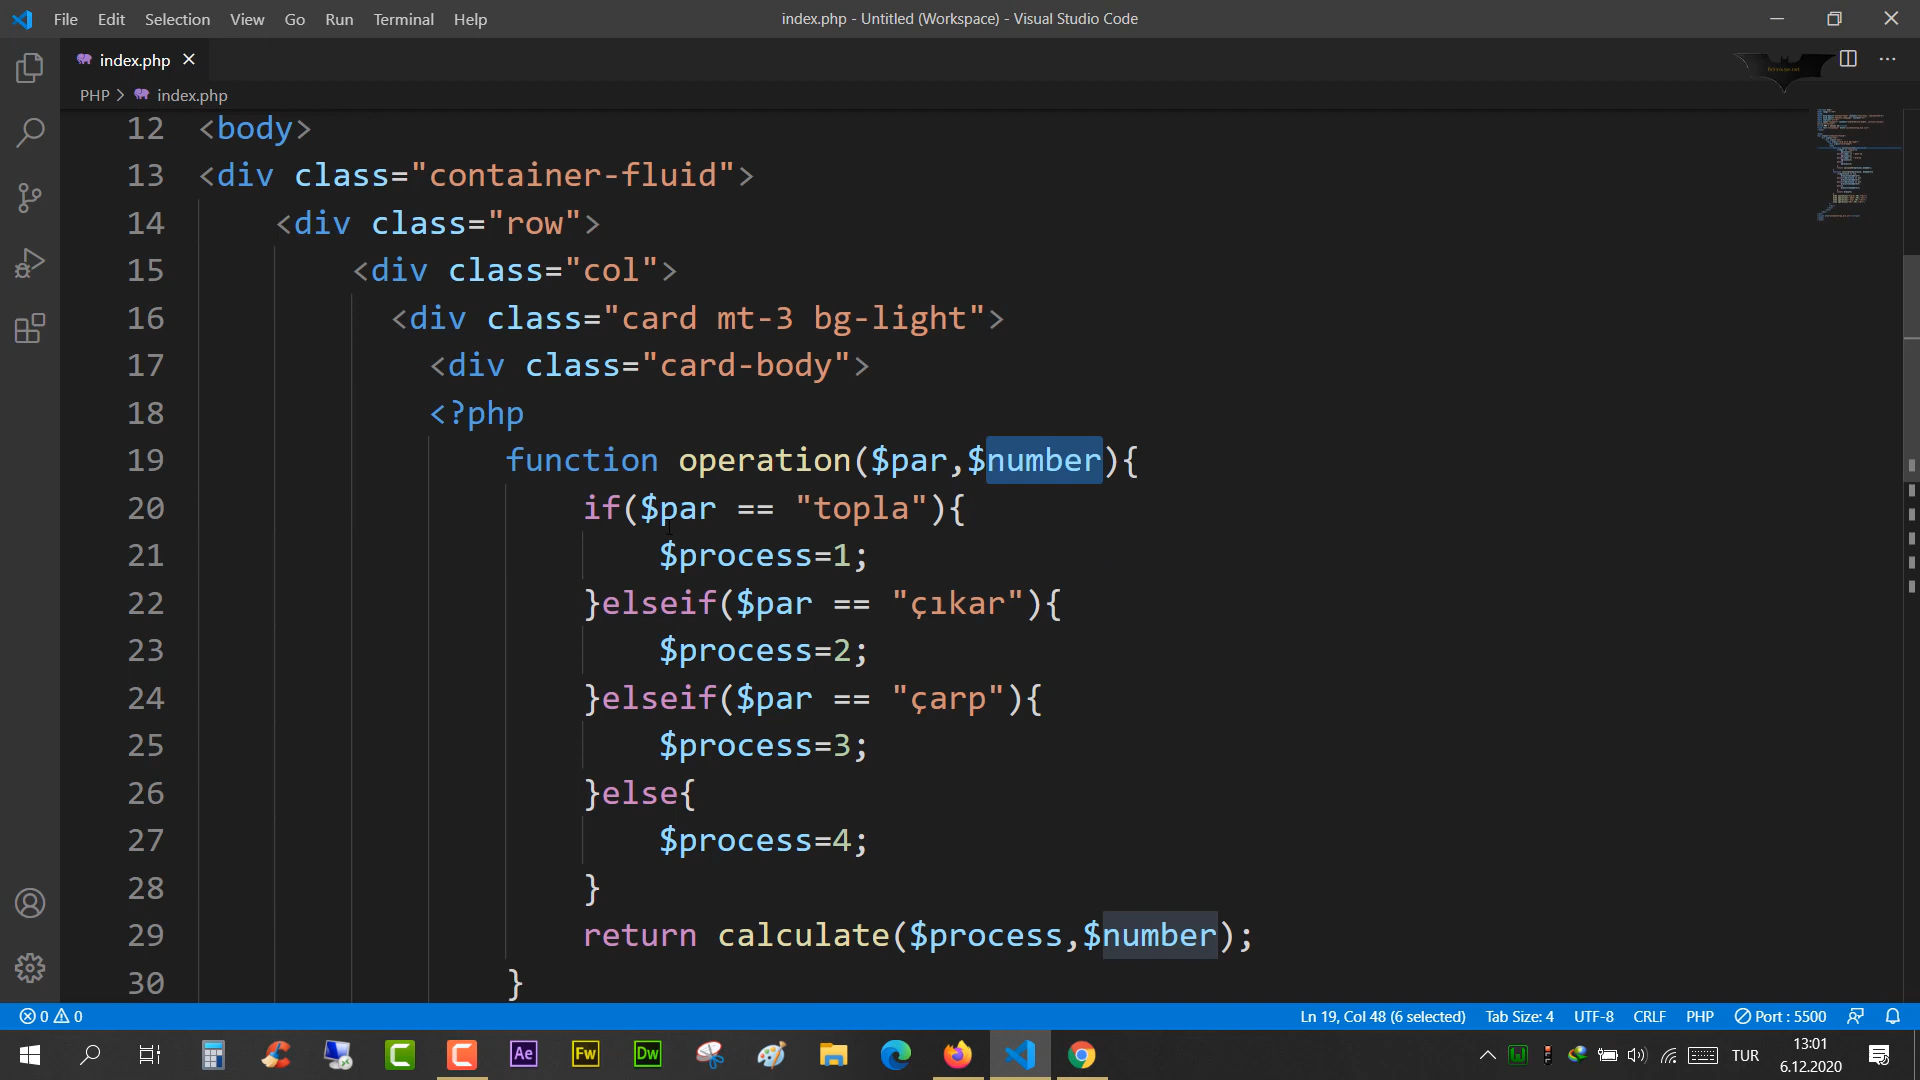 File Edit Selection View Go Run Terminal Help
index.php - Untitled (Workspace) - Visual Studio Code
index.php
PHP > index.php
12 <body>
13 <div class="container-fluid">
14 <div class="row">
15 <div class="col">
16 <div class="card mt-3 bg-light">
17 <div class="card-body">
18 <?php
19 function operation($par,$number){
20 if($par == "topla"){
21 $process=1;
22 }elseif($par == "çıkar"){
23 $process=2;
24 }elseif($par == "çarp"){
25 $process=3;
26 }else{
27 $process=4;
28 }
29 return calculate($process,$number);
30 }
0 0
Ln 19, Col 48 (6 selected) Tab Size: 4 UTF-8 CRLF PHP Port : 5500
Ae Fw Dw
TUR
13:01
6.12.2020